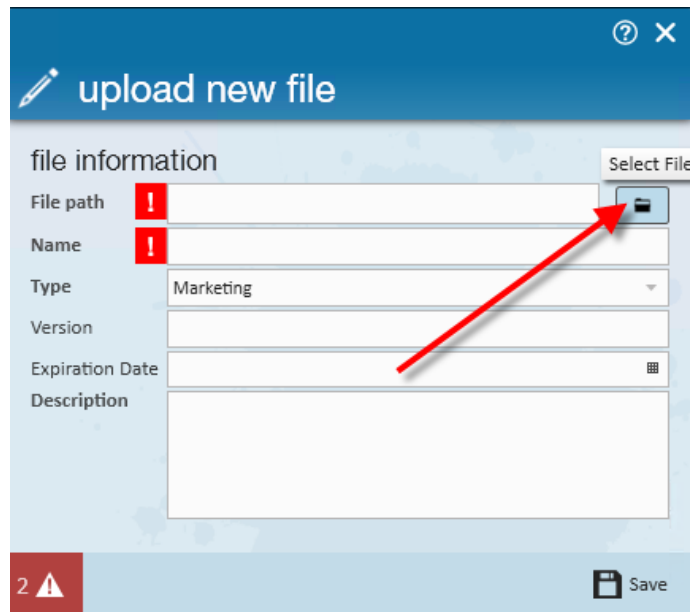 upload new file
file information
Select File
File path !
Name !
Type Marketing
Version
Expiration Date
Description
2 Save